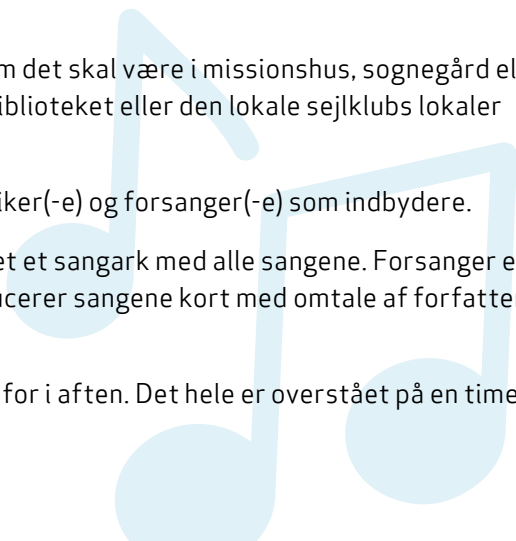 m det skal være i missionshus, sognegård el
iblioteket eller den lokale sejlklubs lokaler
iker(-e) og forsanger(-e) som indbydere.
et et sangark med alle sangene. Forsanger e
ucerer sangene kort med omtale af forfatte
for i aften. Det hele er overstået på en time